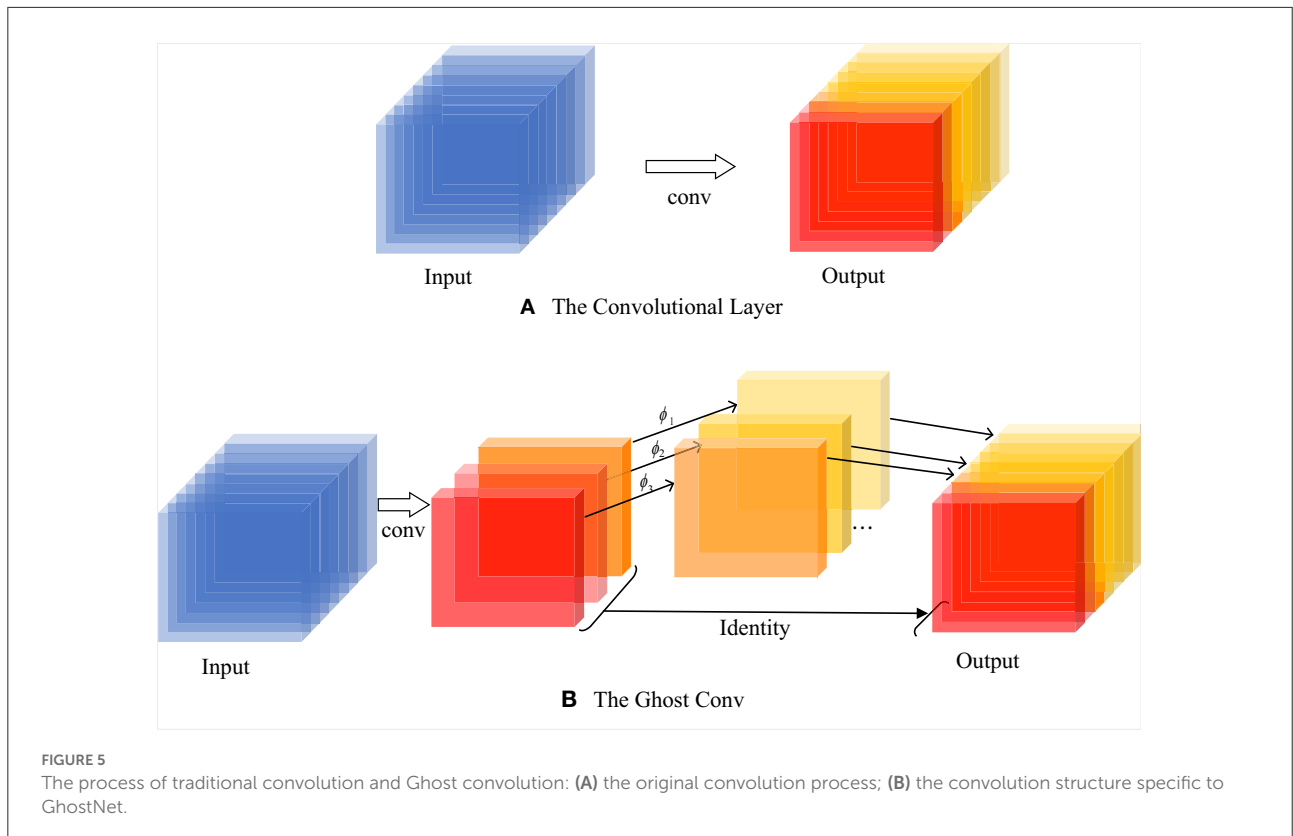 conv
Input
Output
A The Convolutional Layer
ϕ1
ϕ2
ϕ3
...
conv
Identity
Input
Output
B The Ghost Conv
FIGURE 5
The process of traditional convolution and Ghost convolution: (A) the original convolution process; (B) the convolution structure specific to
GhostNet.